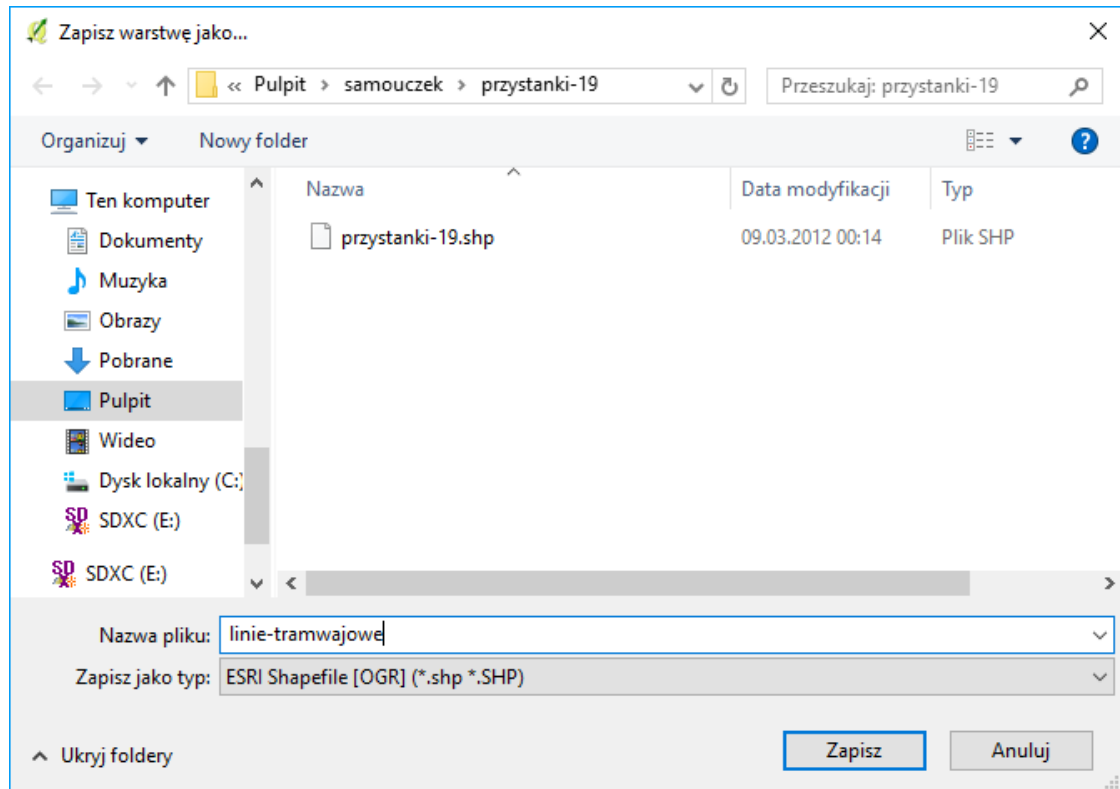 Zapisz warstwę jako...
« Pulpit › samouczek › przystanki-19
Przeszukaj: przystanki-19
Organizuj
Nowy folder
?
Ten komputer
Dokumenty
Muzyka
Obrazy
Pobrane
Pulpit
Wideo
Dysk lokalny (C:)
SD SDXC (E:)
SD SDXC (E:)
Nazwa Data modyfikacji Typ
przystanki-19.shp 09.03.2012 00:14 Plik SHP
Nazwa pliku: linie-tramwajowe
Zapisz jako typ: ESRI Shapefile [OGR] (*.shp *.SHP)
Ukryj foldery
Zapisz
Anuluj